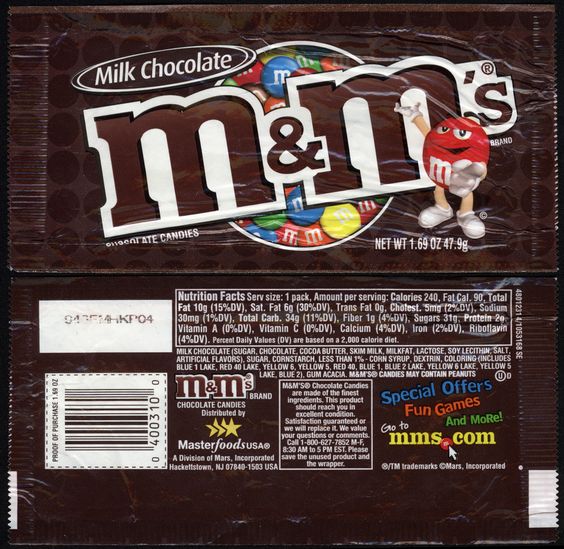 Milk Chocolate
m&m's®
BRAND
CHOCOLATE CANDIES
NET WT 1.69 OZ 47.9g
©
Nutrition Facts Serv size: 1 pack, Amount per serving: Calories 240, Fat Cal. 90, Total
Fat 10g (15%DV), Sat. Fat 6g (30%DV), Trans Fat 0g, Cholest. 5mg (2%DV), Sodium
30mg (1%DV), Total Carb. 34g (11%DV), Fiber 1g (4%DV), Sugars 31g, Protein 2g
Vitamin A (0%DV), Vitamin C (0%DV), Calcium (4%DV), Iron (2%DV), Riboflavin
(4%DV). Percent Daily Values (DV) are based on a 2,000 calorie diet.
MILK CHOCOLATE (SUGAR, CHOCOLATE, COCOA BUTTER, SKIM MILK, MILKFAT, LACTOSE, SOY LECITHIN, SALT,
ARTIFICIAL FLAVORS), SUGAR, CORNSTARCH, LESS THAN 1% - CORN SYRUP, DEXTRIN, COLORING (INCLUDES
BLUE 1 LAKE, RED 40 LAKE, YELLOW 6, YELLOW 5, RED 40, BLUE 1, BLUE 2 LAKE, YELLOW 6 LAKE, YELLOW 5
LAKE, BLUE 2), GUM ACACIA. M&M'S® CANDIES MAY CONTAIN PEANUTS
PROOF OF PURCHASE 1.69 OZ
0 400310 0
m&m's
BRAND
CHOCOLATE CANDIES
Distributed by
MasterfoodsUSA®
A Division of Mars, Incorporated
Hackettstown, NJ 07840-1503 USA
M&M'S® Chocolate Candies
are made of the finest
ingredients. This product
should reach you in
excellent condition.
Satisfaction guaranteed or
we will replace it. We value
your questions or comments.
Call 1-800-627-7852 M-F,
8:30 AM to 5 PM EST. Please
save the unused product and
the wrapper.
Special Offers
Fun Games
And MoRe!
Go to
mms.com
®/TM trademarks ©Mars, Incorporated